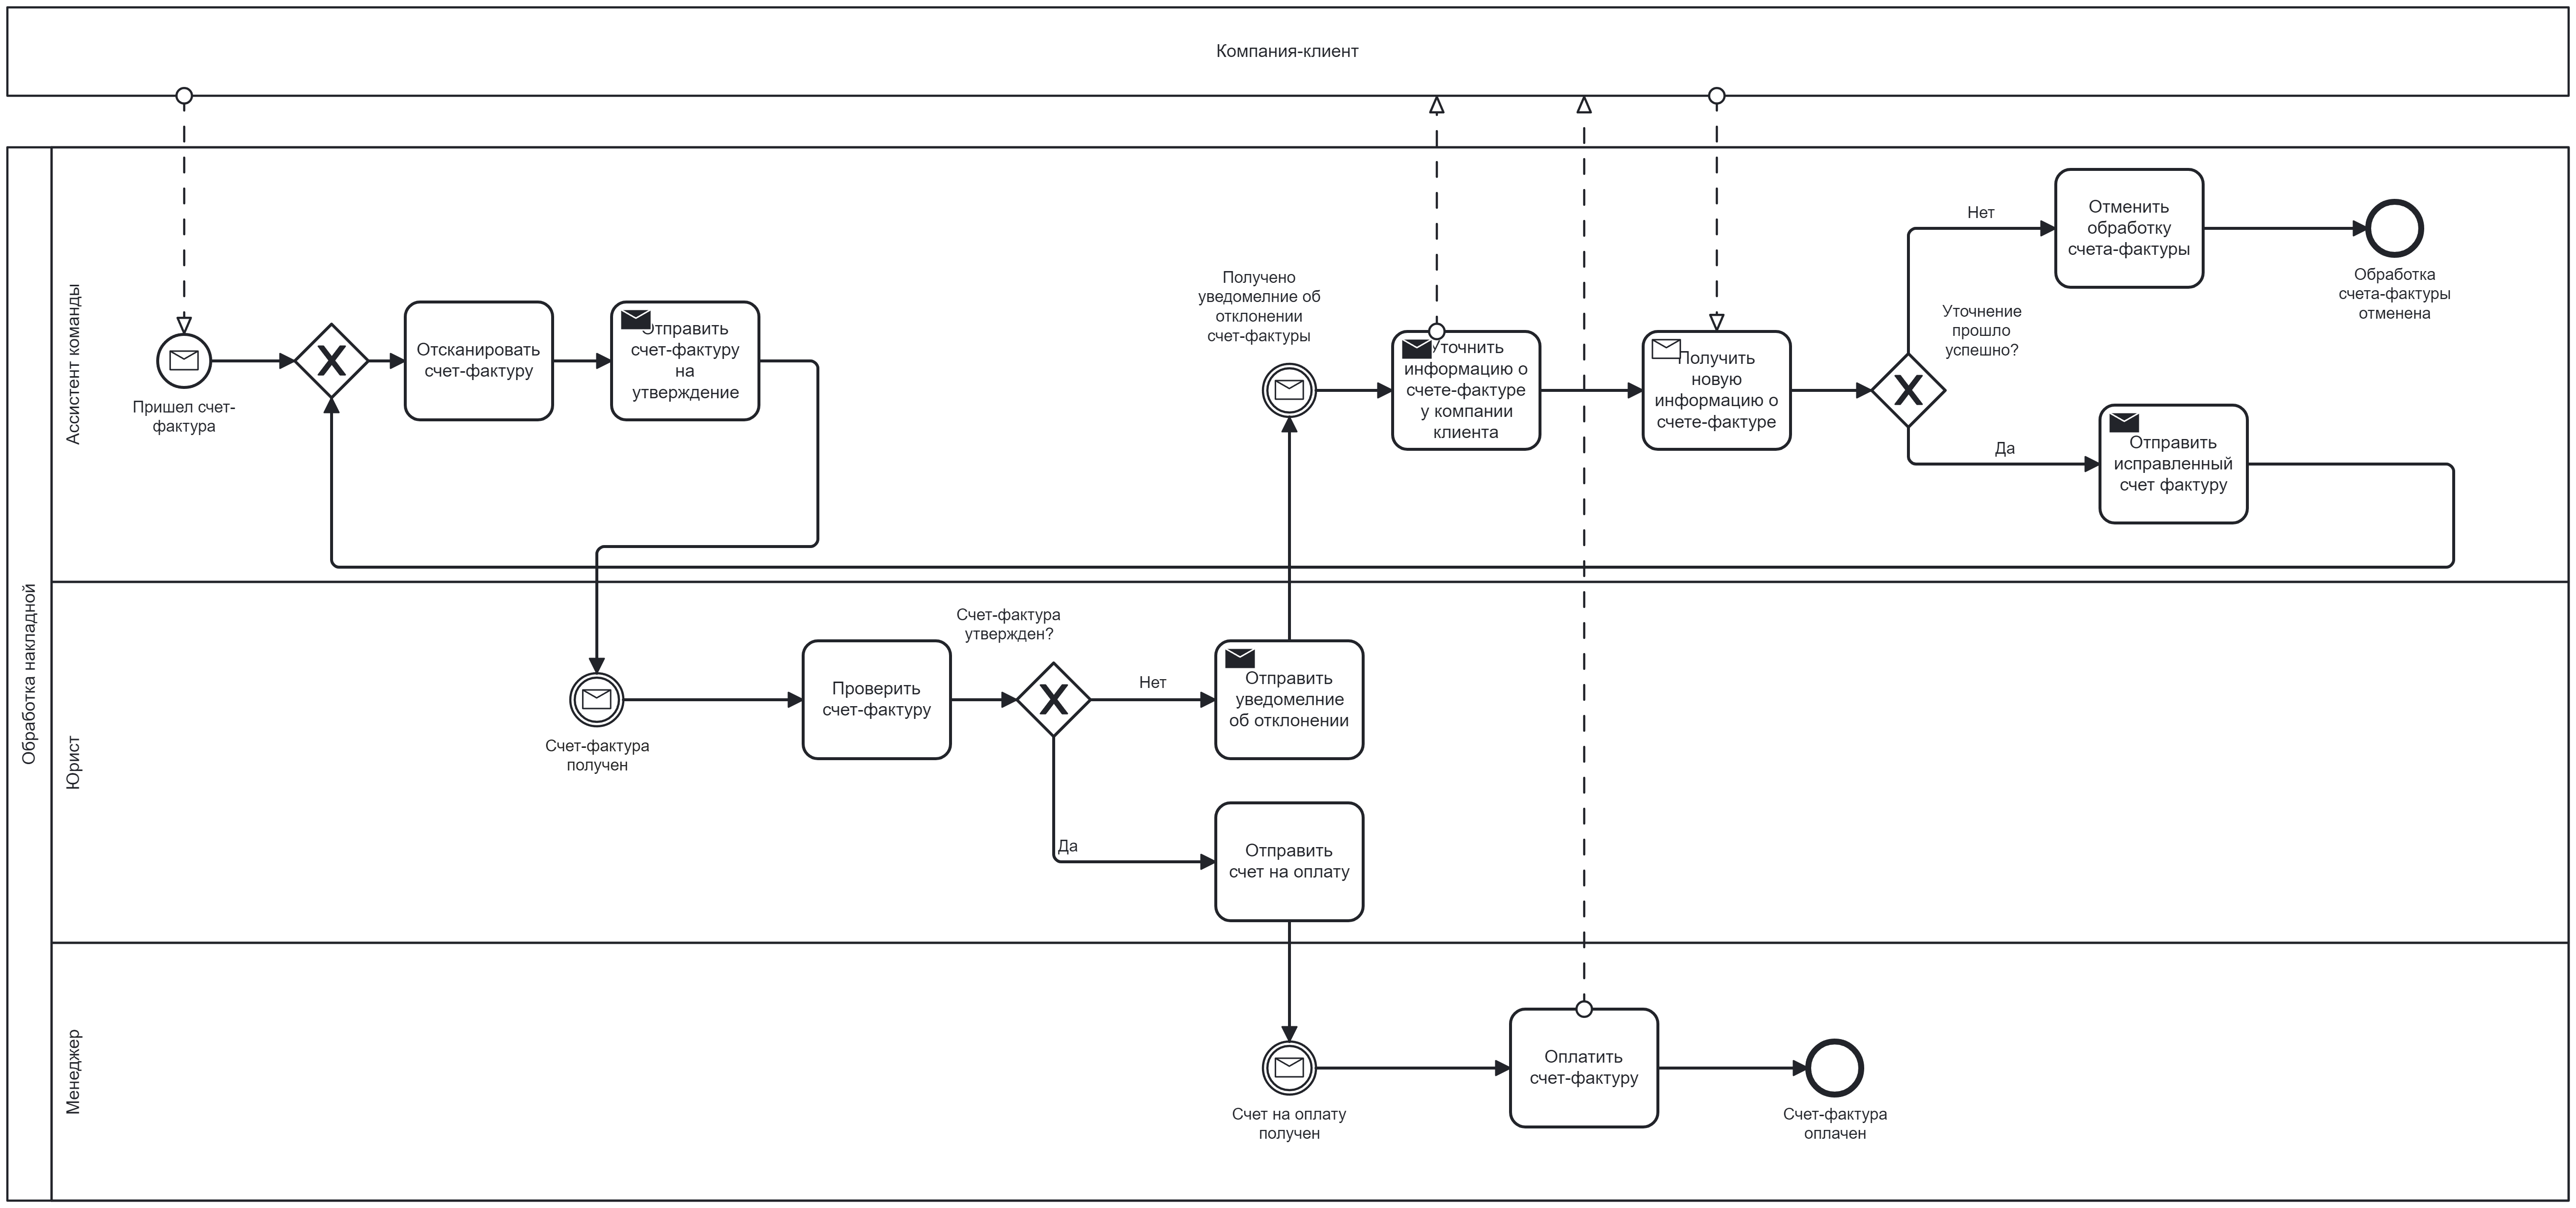 Компания-клиент
Обработка накладной
Ассистент команды
Пришел счет-
фактура
Отсканировать
счет-фактуру
Отправить
счет-фактуру
на
утверждение
Получено
уведомелние об
отклонении
счет-фактуры
Уточнить
информацию о
счете-фактуре
у компании
клиента
Получить
новую
информацию о
счете-фактуре
Уточнение
прошло
успешно?
Нет
Отменить
обработку
счета-фактуры
Обработка
счета-фактуры
отменена
Да
Отправить
исправленный
счет фактуру
Юрист
Счет-фактура
получен
Проверить
счет-фактуру
Счет-фактура
утвержден?
Нет
Отправить
уведомелние
об отклонении
Да
Отправить
счет на оплату
Менеджер
Счет на оплату
получен
Оплатить
счет-фактуру
Счет-фактура
оплачен